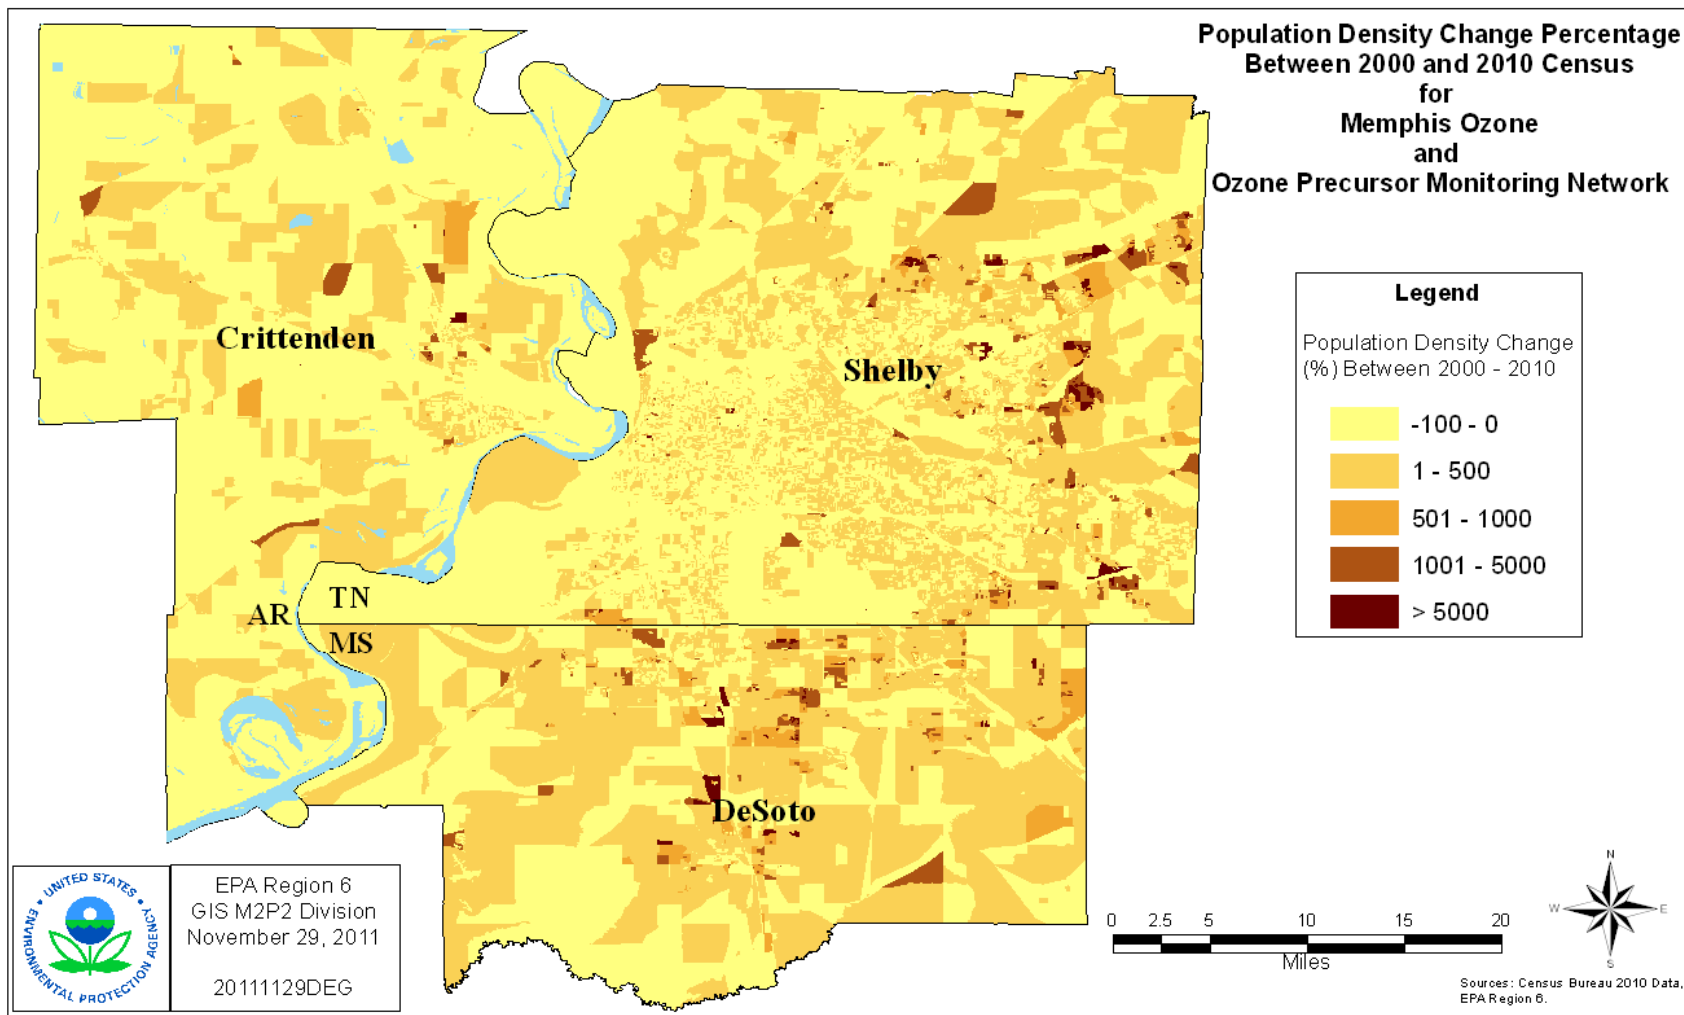 Population Density Change Percentage
Between 2000 and 2010 Census
for
Memphis Ozone
and
Ozone Precursor Monitoring Network
Legend
Population Density Change
(%) Between 2000 - 2010
-100 - 0
1 - 500
501 - 1000
1001 - 5000
> 5000
Crittenden
Shelby
TN
AR
MS
DeSoto
UNITED STATES
ENVIRONMENTAL PROTECTION AGENCY
EPA Region 6
GIS M2P2 Division
November 29, 2011
20111129DEG
0 2.5 5 10 15 20
Miles
N
W E
S
Sources: Census Bureau 2010 Data,
EPA Region 6.